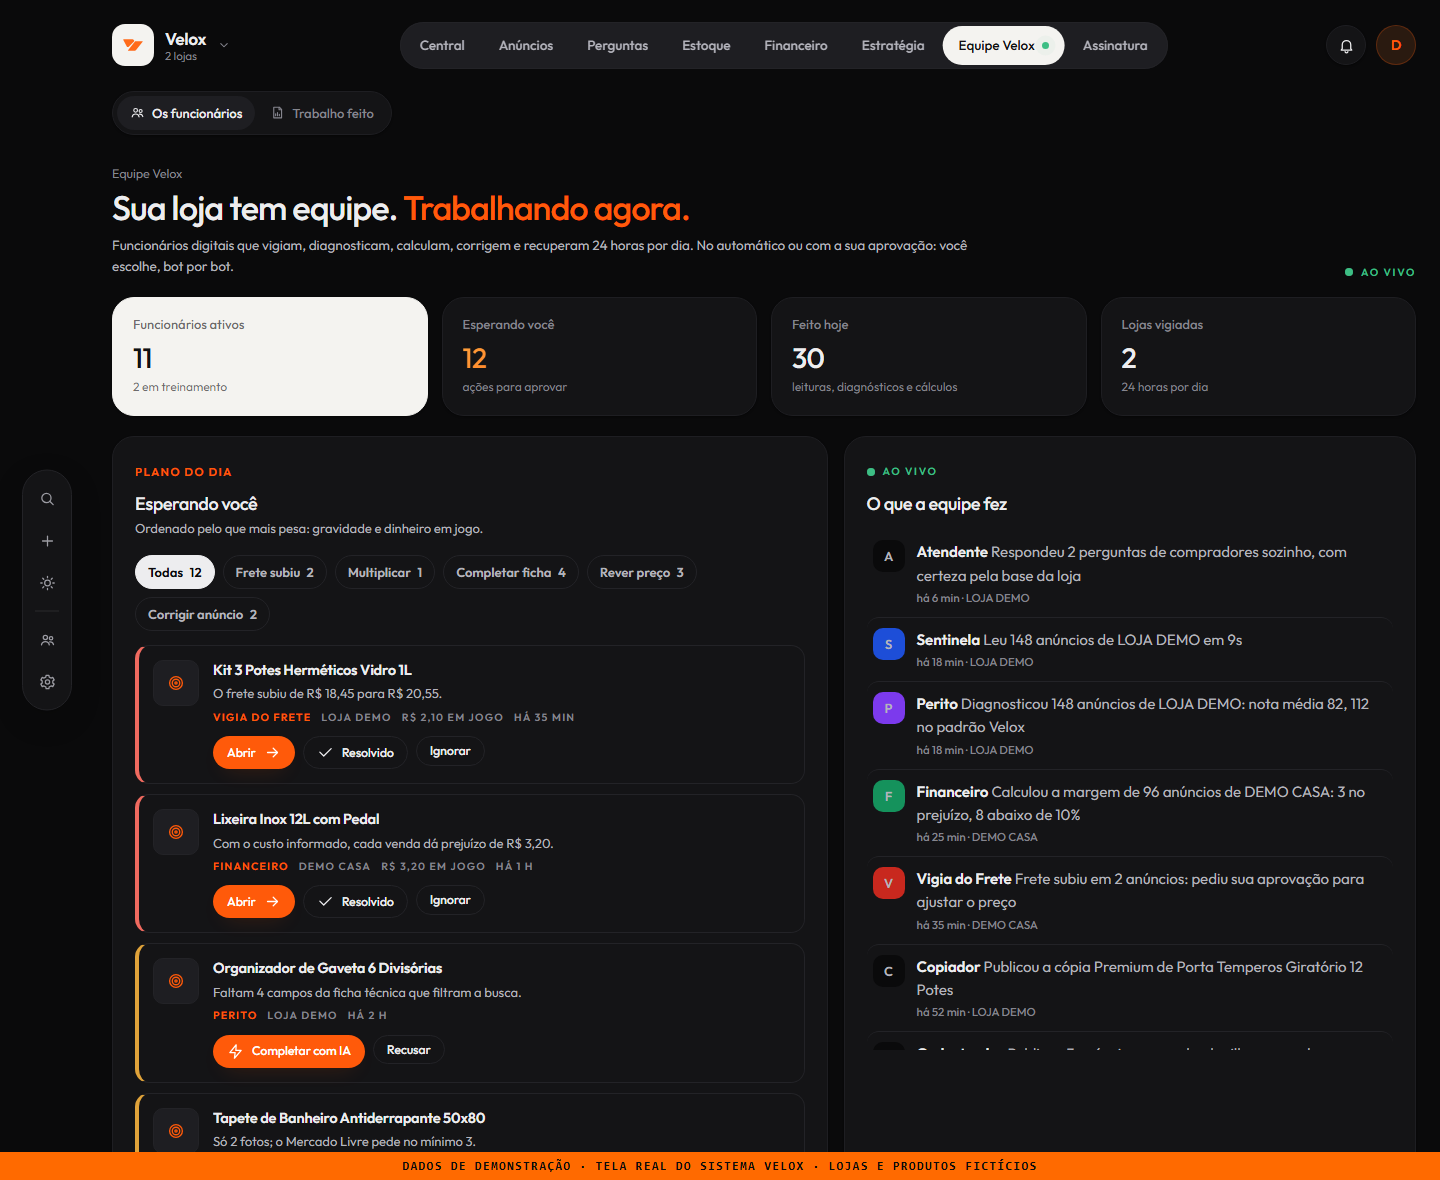 Velox
2 lojas
Central
Anúncios
Perguntas
Estoque
Financeiro
Estratégia
Equipe Velox
Assinatura
D
Os funcionários
Trabalho feito
Equipe Velox
Sua loja tem equipe. Trabalhando agora.
Funcionários digitais que vigiam, diagnosticam, calculam, corrigem e recuperam 24 horas por dia. No automático ou com a sua aprovação: você
escolhe, bot por bot.
AO VIVO
Funcionários ativos
11
2 em treinamento
Esperando você
12
ações para aprovar
Feito hoje
30
leituras, diagnósticos e cálculos
Lojas vigiadas
2
24 horas por dia
PLANO DO DIA
Esperando você
Ordenado pelo que mais pesa: gravidade e dinheiro em jogo.
Todas 12
Frete subiu 2
Multiplicar 1
Completar ficha 4
Rever preço 3
Corrigir anúncio 2
Kit 3 Potes Herméticos Vidro 1L
O frete subiu de R$ 18,45 para R$ 20,55.
VIGIA DO FRETE LOJA DEMO R$ 2,10 EM JOGO HÁ 35 MIN
Abrir
Resolvido
Ignorar
Lixeira Inox 12L com Pedal
Com o custo informado, cada venda dá prejuízo de R$ 3,20.
FINANCEIRO DEMO CASA R$ 3,20 EM JOGO HÁ 1 H
Abrir
Resolvido
Ignorar
Organizador de Gaveta 6 Divisórias
Faltam 4 campos da ficha técnica que filtram a busca.
PERITO LOJA DEMO HÁ 2 H
Completar com IA
Recusar
Tapete de Banheiro Antiderrapante 50x80
Só 2 fotos; o Mercado Livre pede no mínimo 3.
AO VIVO
O que a equipe fez
A
Atendente Respondeu 2 perguntas de compradores sozinho, com
certeza pela base da loja
há 6 min · LOJA DEMO
S
Sentinela Leu 148 anúncios de LOJA DEMO em 9s
há 18 min · LOJA DEMO
P
Perito Diagnosticou 148 anúncios de LOJA DEMO: nota média 82, 112
no padrão Velox
há 18 min · LOJA DEMO
F
Financeiro Calculou a margem de 96 anúncios de DEMO CASA: 3 no
prejuízo, 8 abaixo de 10%
há 25 min · DEMO CASA
V
Vigia do Frete Frete subiu em 2 anúncios: pediu sua aprovação para
ajustar o preço
há 35 min · DEMO CASA
C
Copiador Publicou a cópia Premium de Porta Temperos Giratório 12
Potes
há 52 min · LOJA DEMO
DADOS DE DEMONSTRAÇÃO · TELA REAL DO SISTEMA VELOX · LOJAS E PRODUTOS FICTÍCIOS